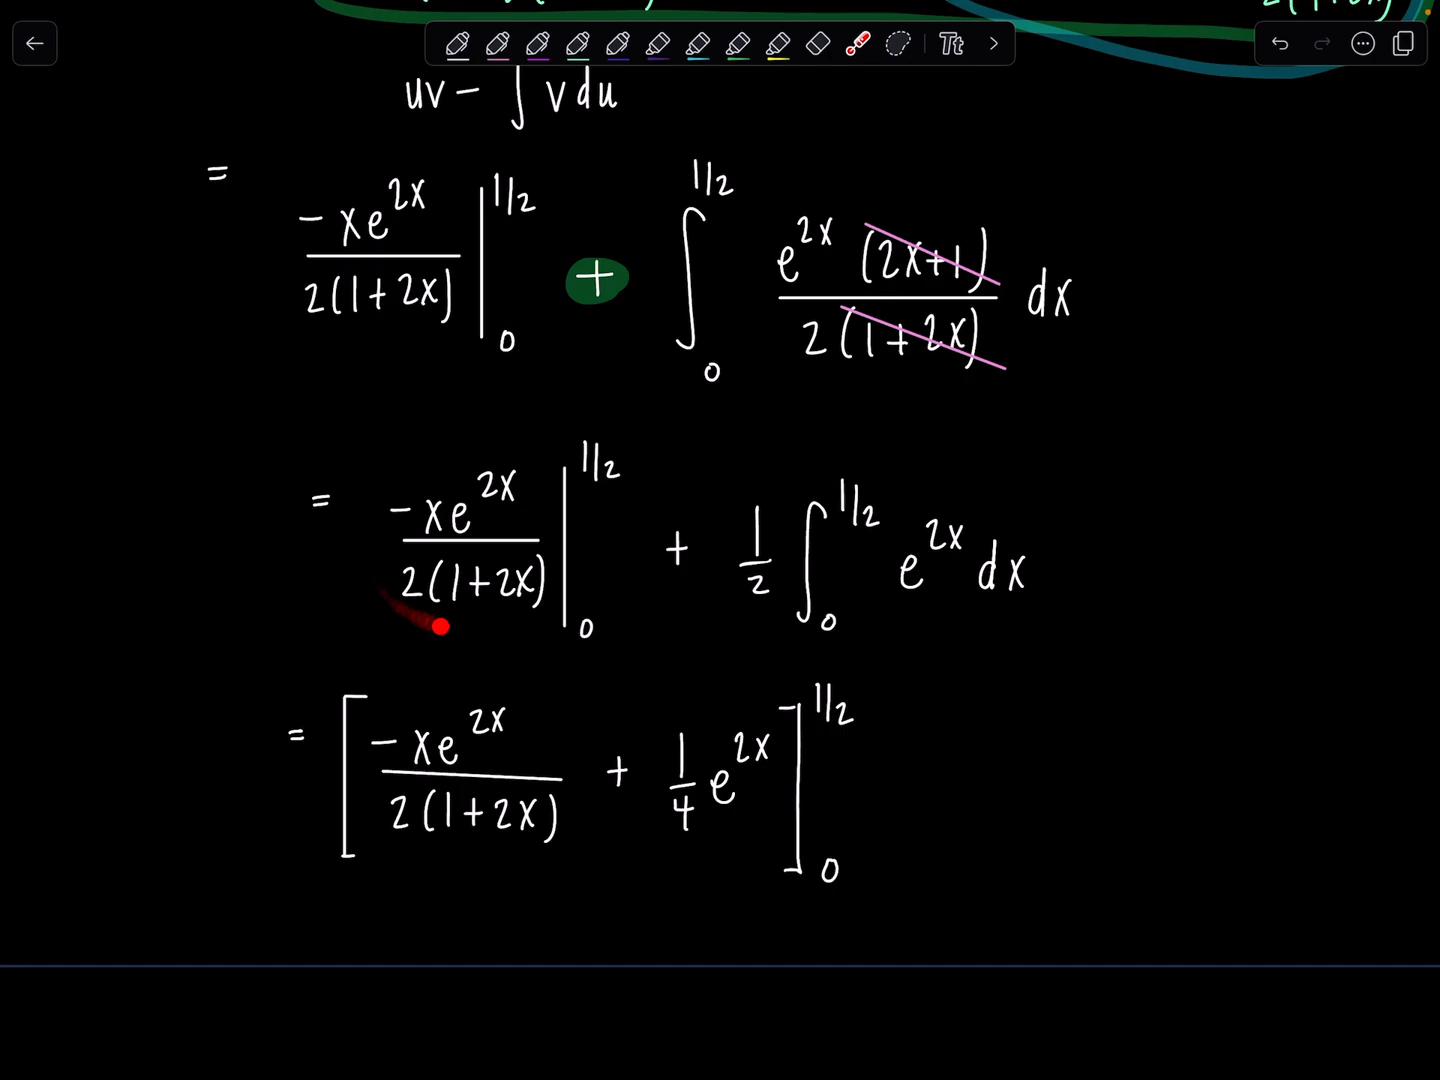 uv - ∫ v du
= -xe^{2x} / 2(1+2x) |_0^{1/2} + ∫_0^{1/2} e^{2x} (2x+1) / 2(1+2x) dx
= -xe^{2x} / 2(1+2x) |_0^{1/2} + 1/2 ∫_0^{1/2} e^{2x} dx
= [ -xe^{2x} / 2(1+2x) + 1/4 e^{2x} ]_0^{1/2}